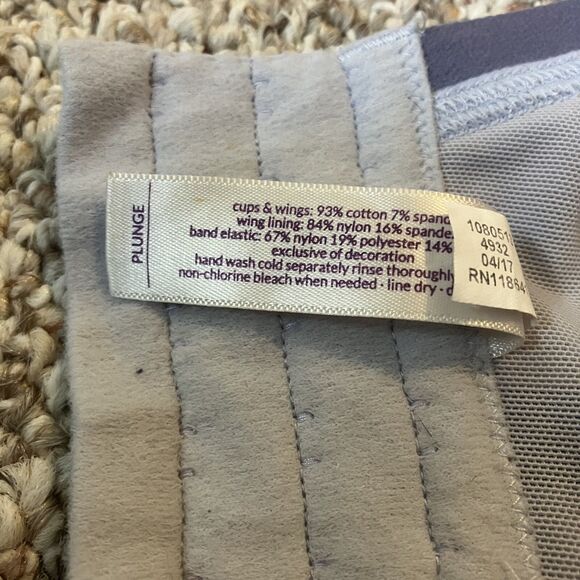 PLUNGE
cups & wings: 93% cotton 7% spand
wing lining: 84% nylon 16% spande
band elastic: 67% nylon 19% polyester 14%
exclusive of decoration
hand wash cold separately rinse thoroughly
non-chlorine bleach when needed · line dry · d
108051
4932
04/17
RN11864